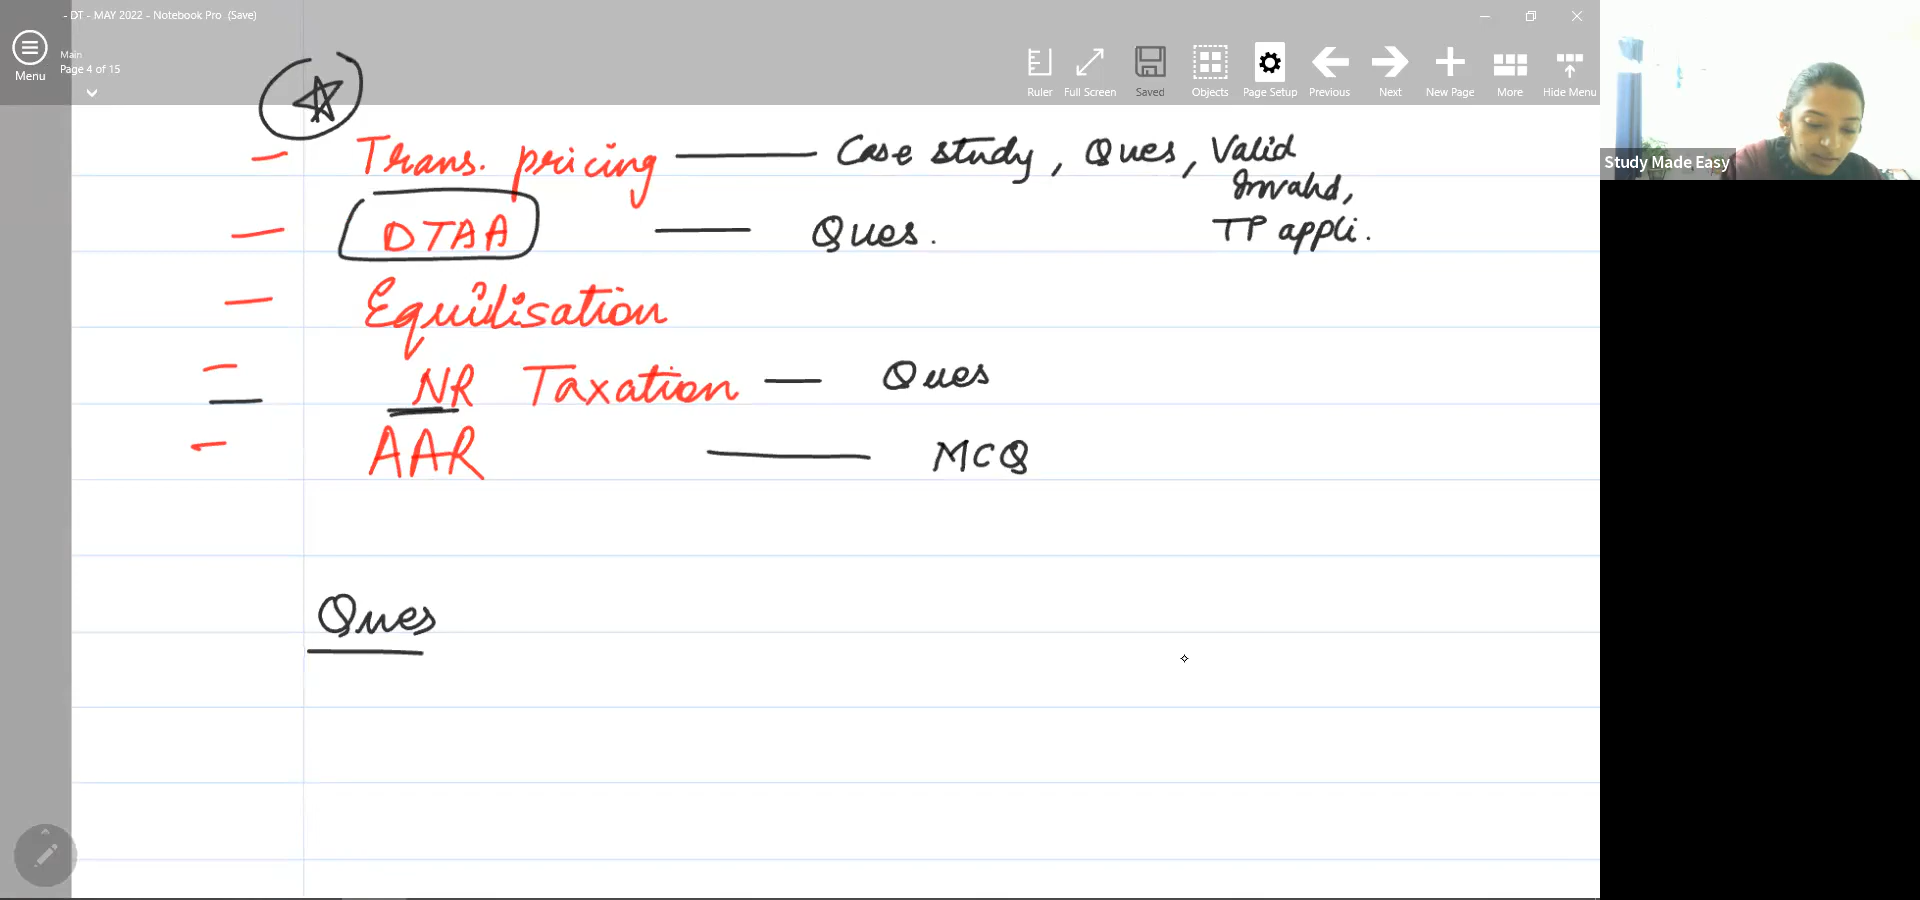 - DT - MAY 2022 - Notebook Pro (Save)
Menu
Main
Page 4 of 15
Ruler Full Screen Saved Objects Page Setup Previous Next New Page More Hide Menu
Study Made Easy
- Trans. pricing — Case study, Ques, Valid
Invalid,
- DTAA — Ques. TP appli.
- Equilisation
- NR Taxation — Ques
- AAR — MCQ
Ques